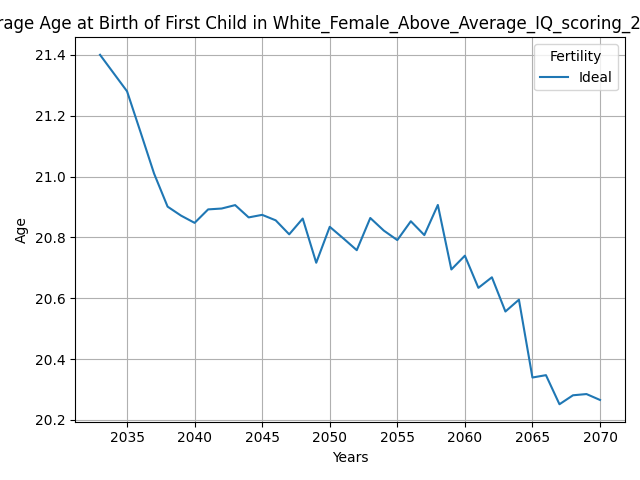 rage Age at Birth of First Child in White_Female_Above_Average_IQ_scoring_2
Fertility
Ideal
Age
21.4
21.2
21.0
20.8
20.6
20.4
20.2
2035 2040 2045 2050 2055 2060 2065 2070
Years